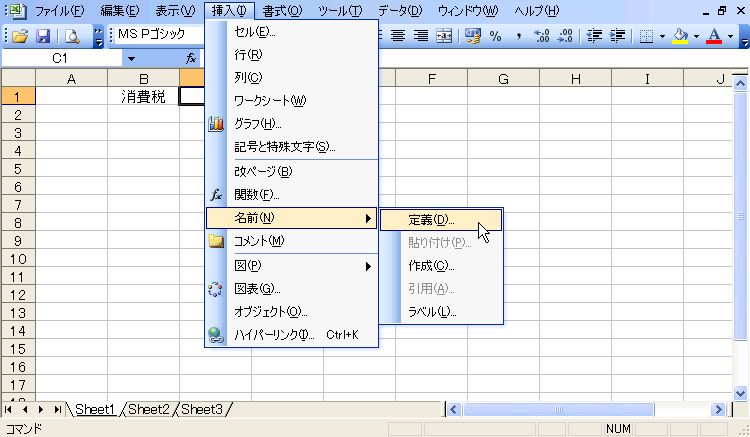 ファイル(F) 編集(E) 表示(V) 挿入(I) 書式(O) ツール(T) データ(D) ウィンドウ(W) ヘルプ(H)
MS Pゴシック
C1 fx
A B F G H I J
1 消費税
2
3
4
5
6
7
8
9
10
11
12
13
14
15
16
17
セル(E)...
行(R)
列(C)
ワークシート(W)
グラフ(H)...
記号と特殊文字(S)...
改ページ(B)
fx 関数(F)...
名前(N)
コメント(M)
図(P)
図表(G)...
オブジェクト(O)...
ハイパーリンク(I)... Ctrl+K
定義(D)...
貼り付け(P)...
作成(C)...
引用(A)...
ラベル(L)...
Sheet1 Sheet2 Sheet3
コマンド NUM